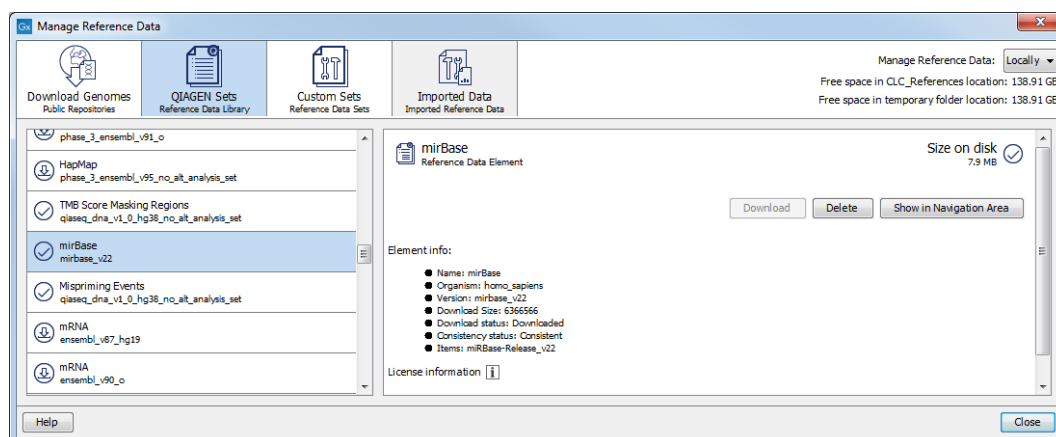 Gx Manage Reference Data
x
Download Genomes
Public Repositories
QIAGEN Sets
Reference Data Library
Custom Sets
Reference Data Sets
Imported Data
Imported Reference Data
Manage Reference Data: Locally
Free space in CLC_References location: 138.91 GB
Free space in temporary folder location: 138.91 GB
phase_3_ensembl_v91_o
HapMap
phase_3_ensembl_v95_no_alt_analysis_set
TMB Score Masking Regions
qiaseq_dna_v1_0_hg38_no_alt_analysis_set
mirBase
mirbase_v22
Mispriming Events
qiaseq_dna_v1_0_hg38_no_alt_analysis_set
mRNA
ensembl_v87_hg19
mRNA
ensembl_v90_o
mirBase
Reference Data Element
Size on disk
7.9 MB
Download
Delete
Show in Navigation Area
Element info:
Name: mirBase
Organism: homo_sapiens
Version: mirbase_v22
Download Size: 6366566
Download status: Downloaded
Consistency status: Consistent
Items: miRBase-Release_v22
License information i
Help
Close